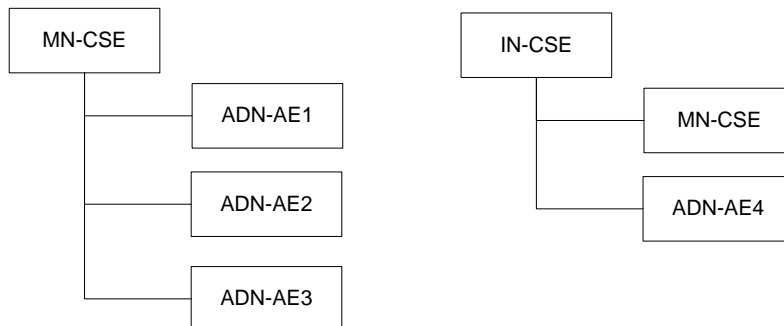 MN-CSE
ADN-AE1
ADN-AE2
ADN-AE3
IN-CSE
MN-CSE
ADN-AE4